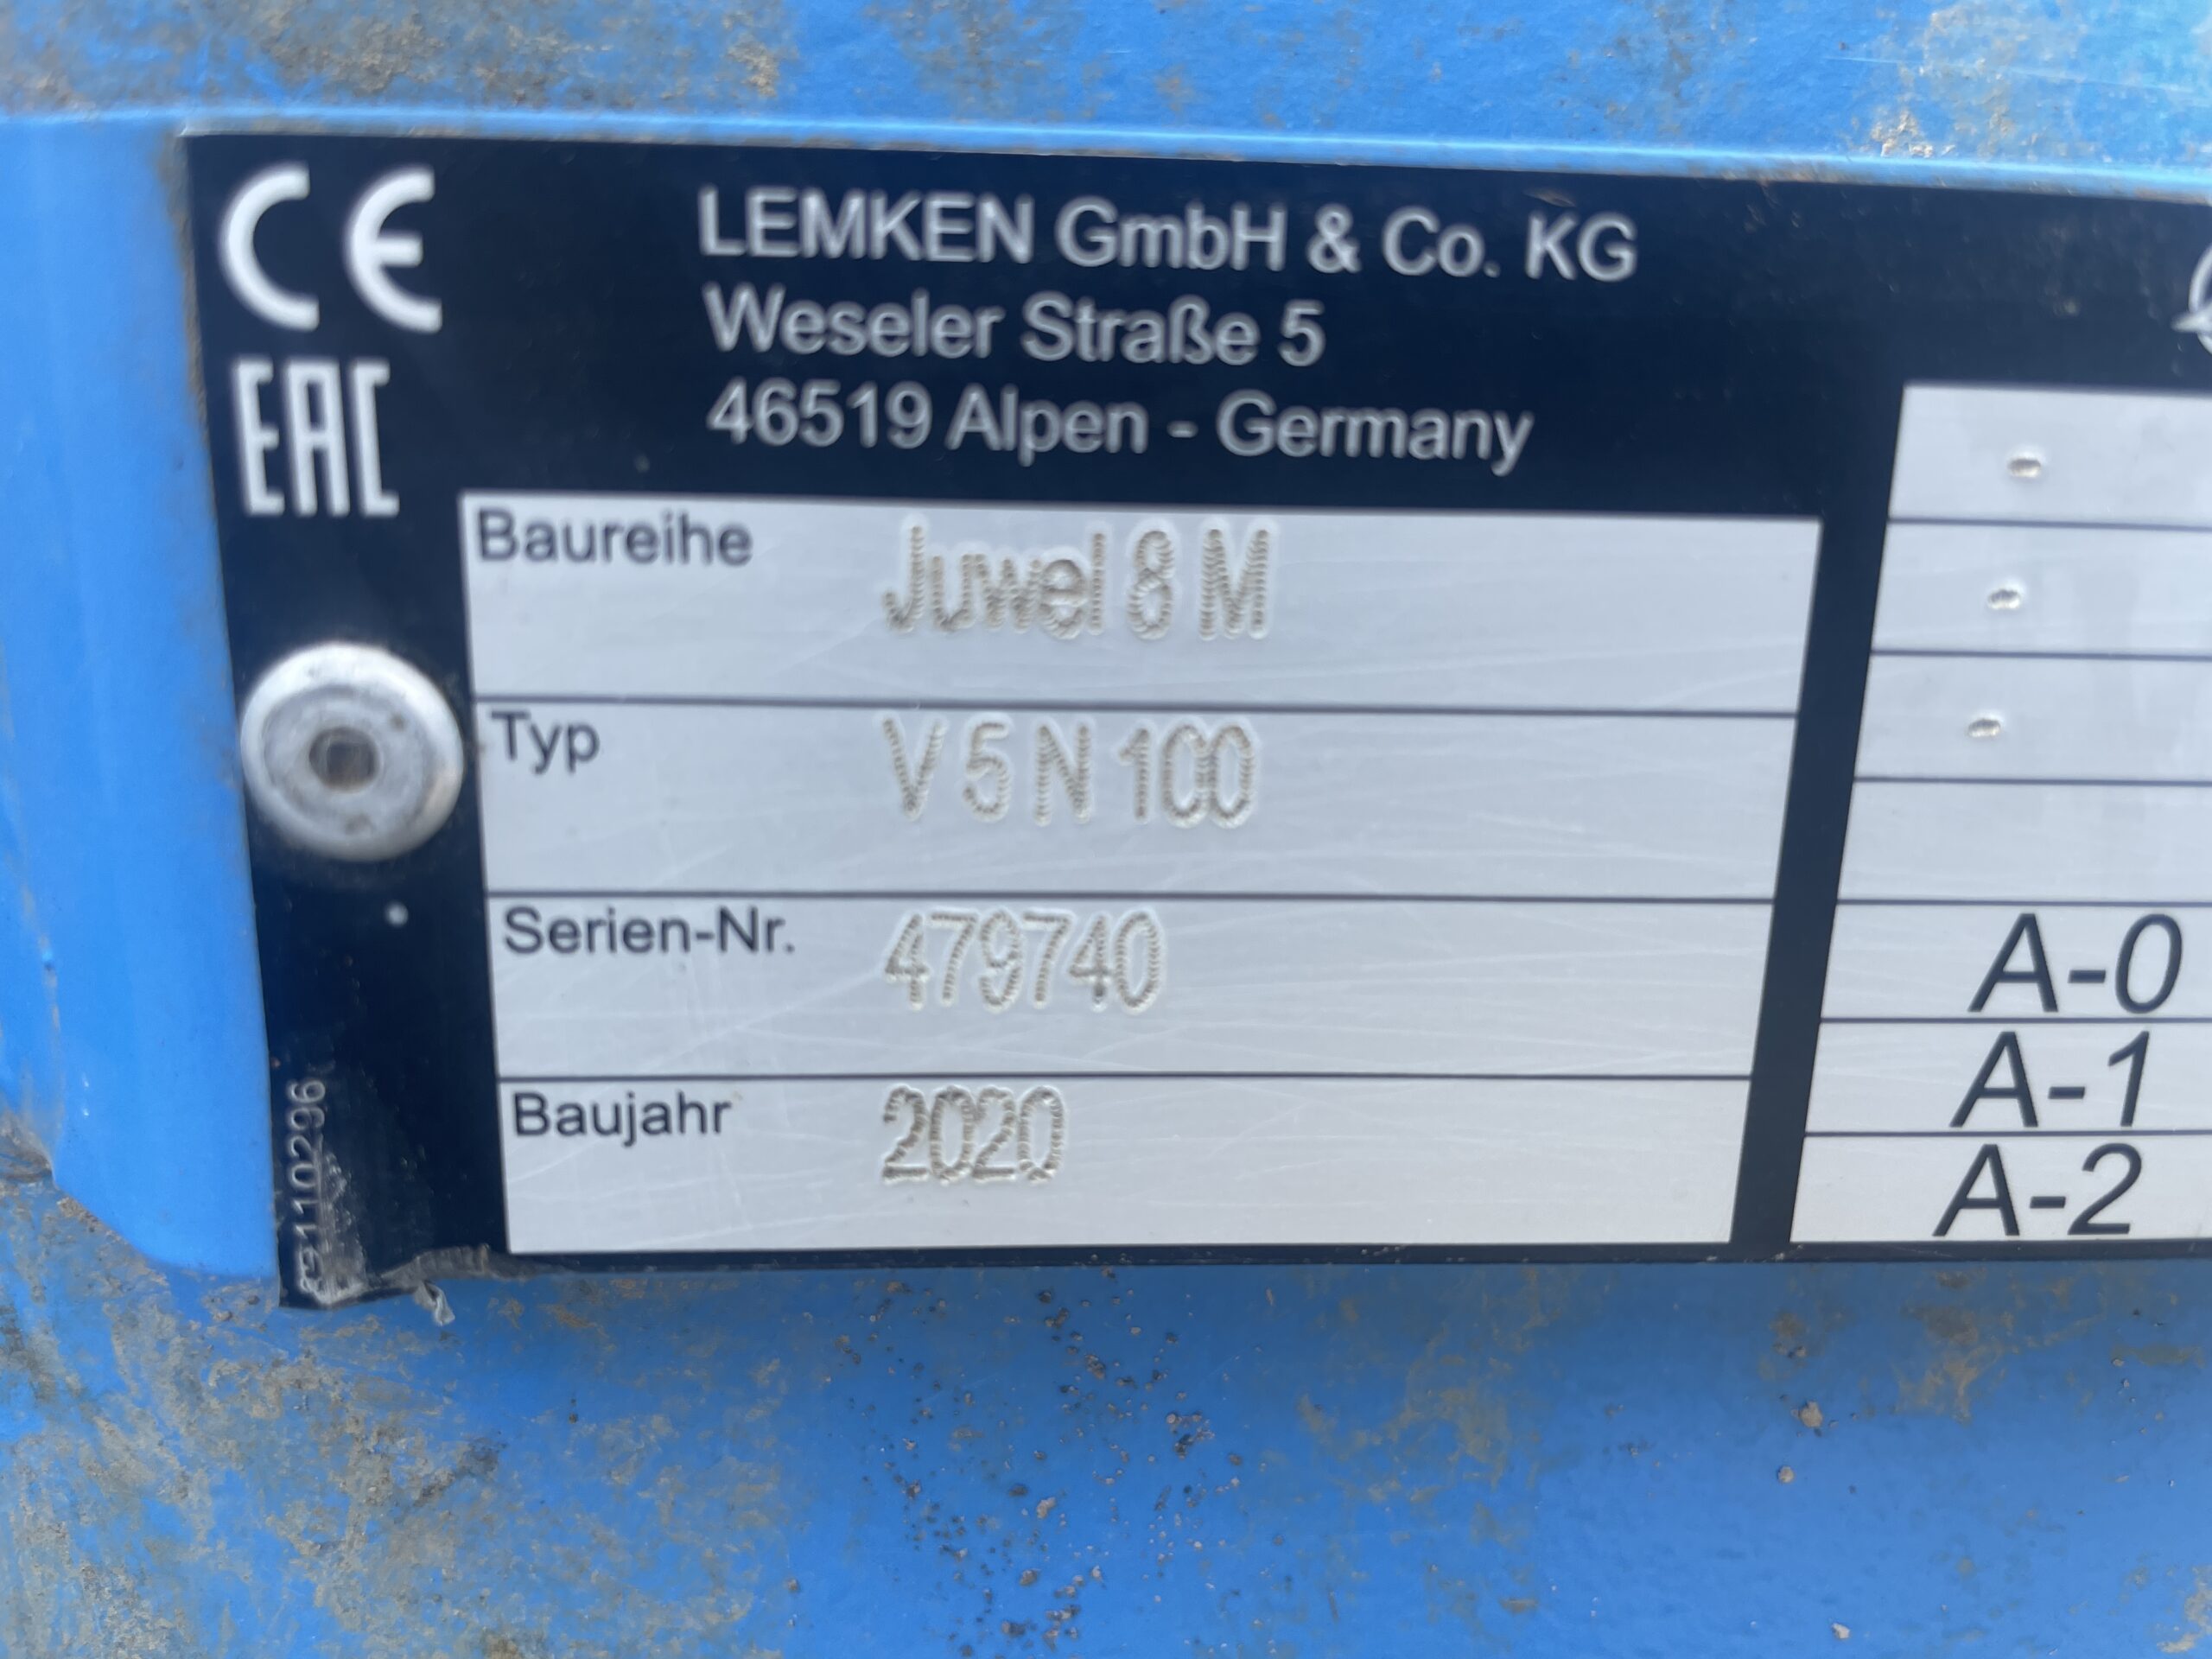 CE
EAC
LEMKEN GmbH & Co. KG
Weseler Straße 5
46519 Alpen - Germany
Baureihe Juwel 8 M
Typ V 5 N 100
Serien-Nr. 479740
Baujahr 2020
-
-
-
A-0
A-1
A-2